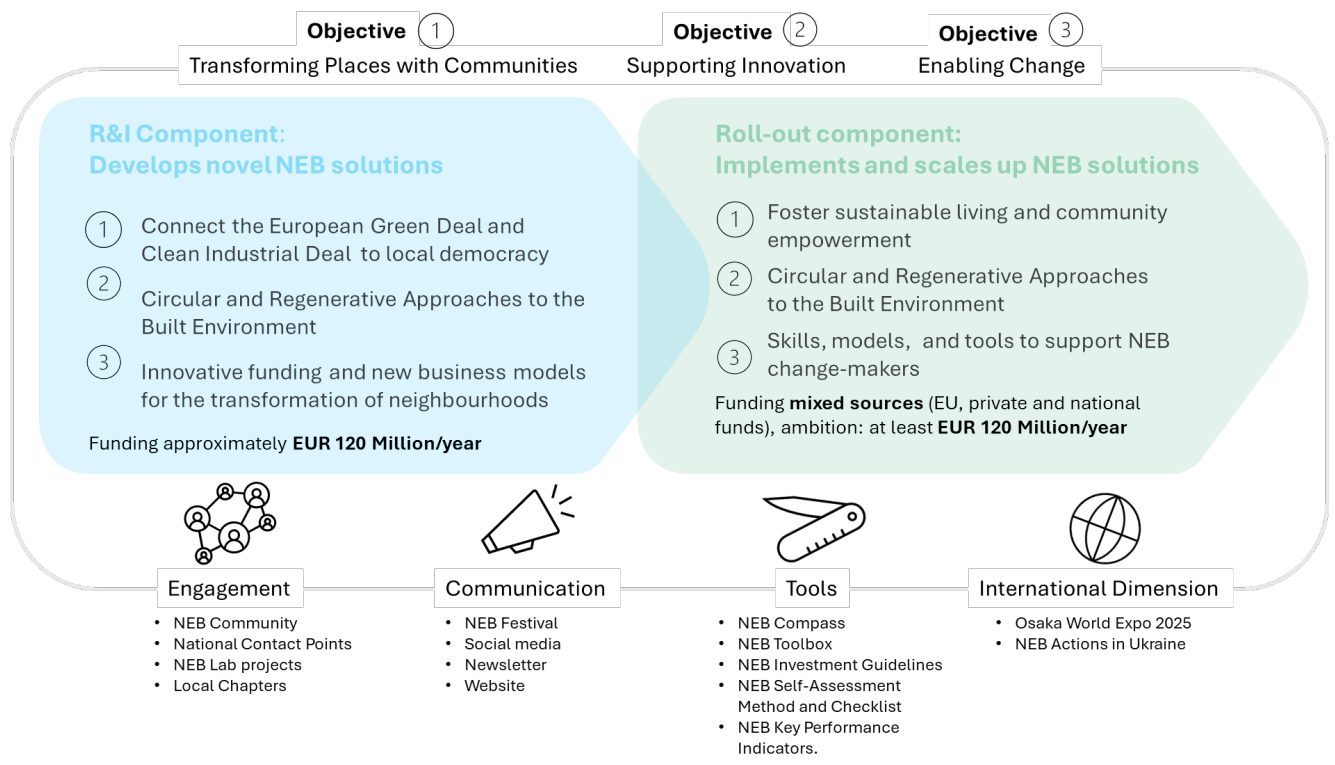 Objective 1
Transforming Places with Communities
Objective 2
Supporting Innovation
Objective 3
Enabling Change
R&I Component:
Develops novel NEB solutions
1 Connect the European Green Deal and
Clean Industrial Deal to local democracy
2 Circular and Regenerative Approaches to the
Built Environment
3 Innovative funding and new business models
for the transformation of neighbourhoods
Funding approximately EUR 120 Million/year
Roll-out component:
Implements and scales up NEB solutions
1 Foster sustainable living and community
empowerment
2 Circular and Regenerative Approaches
to the Built Environment
3 Skills, models, and tools to support NEB
change-makers
Funding mixed sources (EU, private and national
funds), ambition: at least EUR 120 Million/year
Engagement
• NEB Community
• National Contact Points
• NEB Lab projects
• Local Chapters
Communication
• NEB Festival
• Social media
• Newsletter
• Website
Tools
• NEB Compass
• NEB Toolbox
• NEB Investment Guidelines
• NEB Self-Assessment
Method and Checklist
• NEB Key Performance
Indicators.
International Dimension
• Osaka World Expo 2025
• NEB Actions in Ukraine